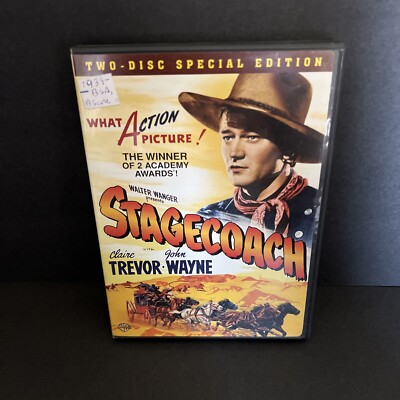 TWO-DISC SPECIAL EDITION
WHAT ACTION
PICTURE!
THE WINNER
OF 2 ACADEMY
AWARDS®!
WALTER WANGER
presents
STAGECOACH
Claire WITH John
TREVOR · WAYNE